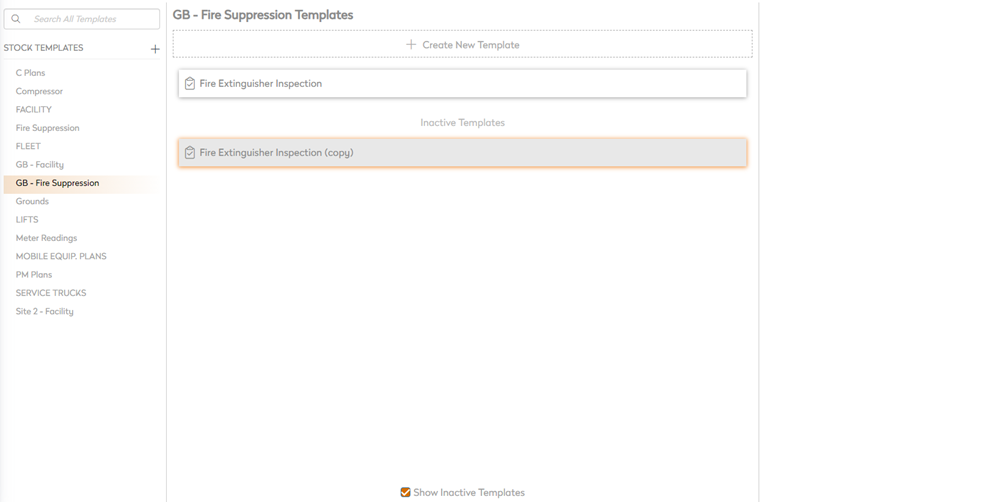 Search All Templates
STOCK TEMPLATES
C Plans
Compressor
FACILITY
Fire Suppression
FLEET
GB - Facility
GB - Fire Suppression
Grounds
LIFTS
Meter Readings
MOBILE EQUIP. PLANS
PM Plans
SERVICE TRUCKS
Site 2 - Facility
GB - Fire Suppression Templates
Create New Template
Fire Extinguisher Inspection
Inactive Templates
Fire Extinguisher Inspection (copy)
Show Inactive Templates